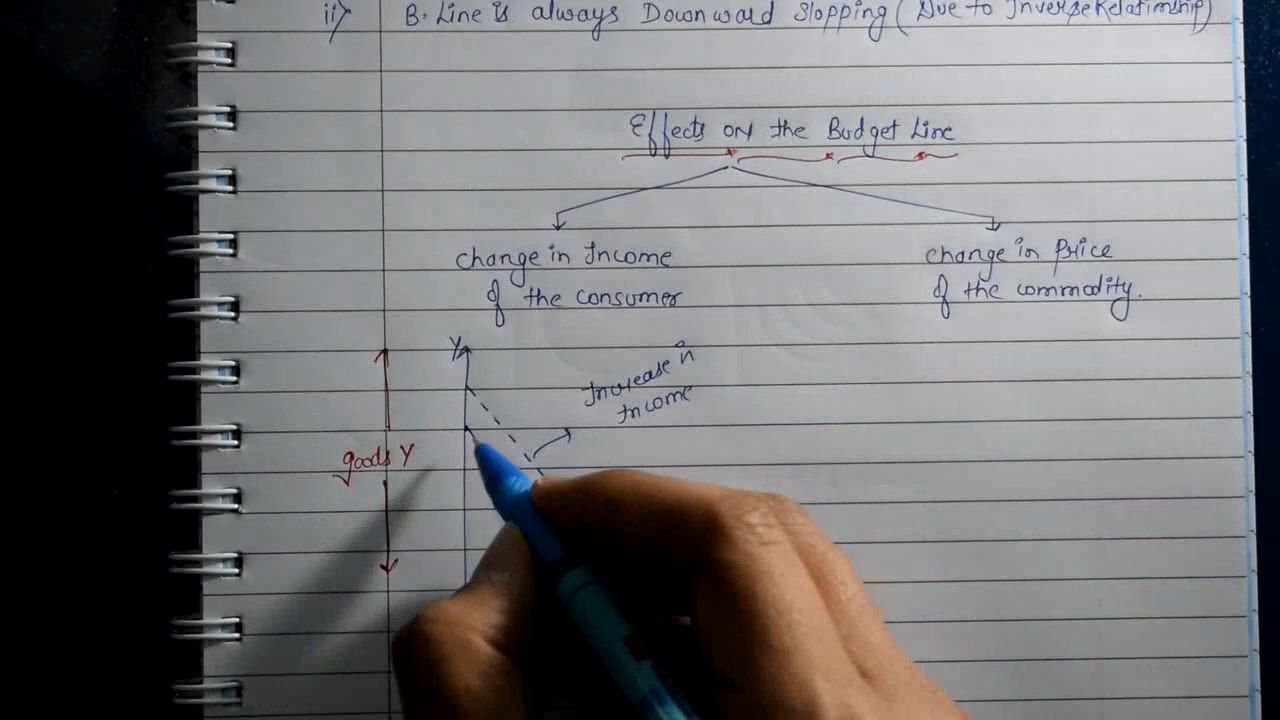 ii) B. Line is always Downward Slopping (Due to Inverse Relationship)
Effects on the Budget Line
change in Income
of the consumer
change in Price
of the commodity.
Y
Increase in
Income
goods Y